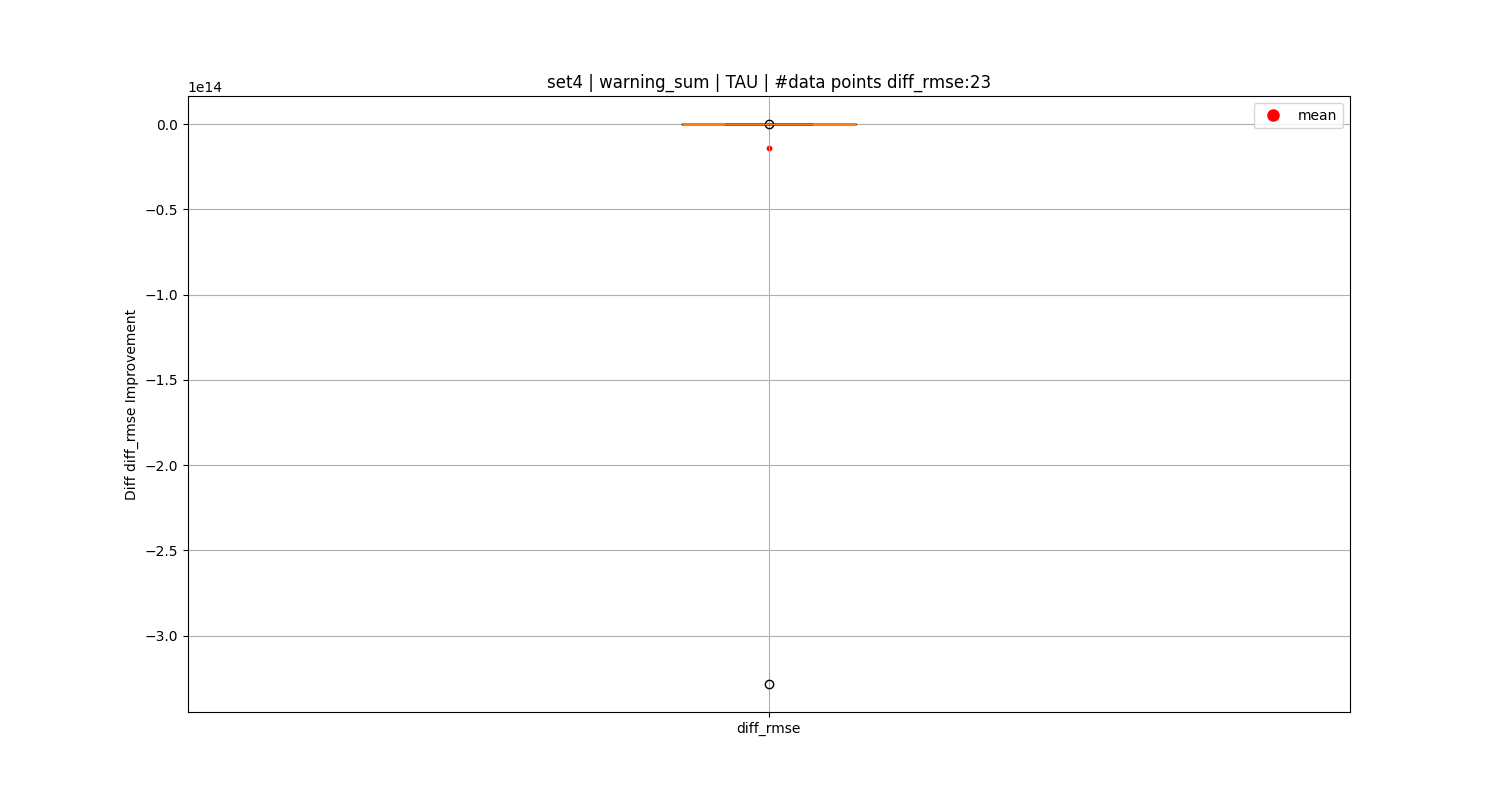 set4 | warning_sum | TAU | #data points diff_rmse:23
1e14
mean
0.0
−0.5
−1.0
−1.5
−2.0
−2.5
−3.0
Diff diff_rmse Improvement
diff_rmse